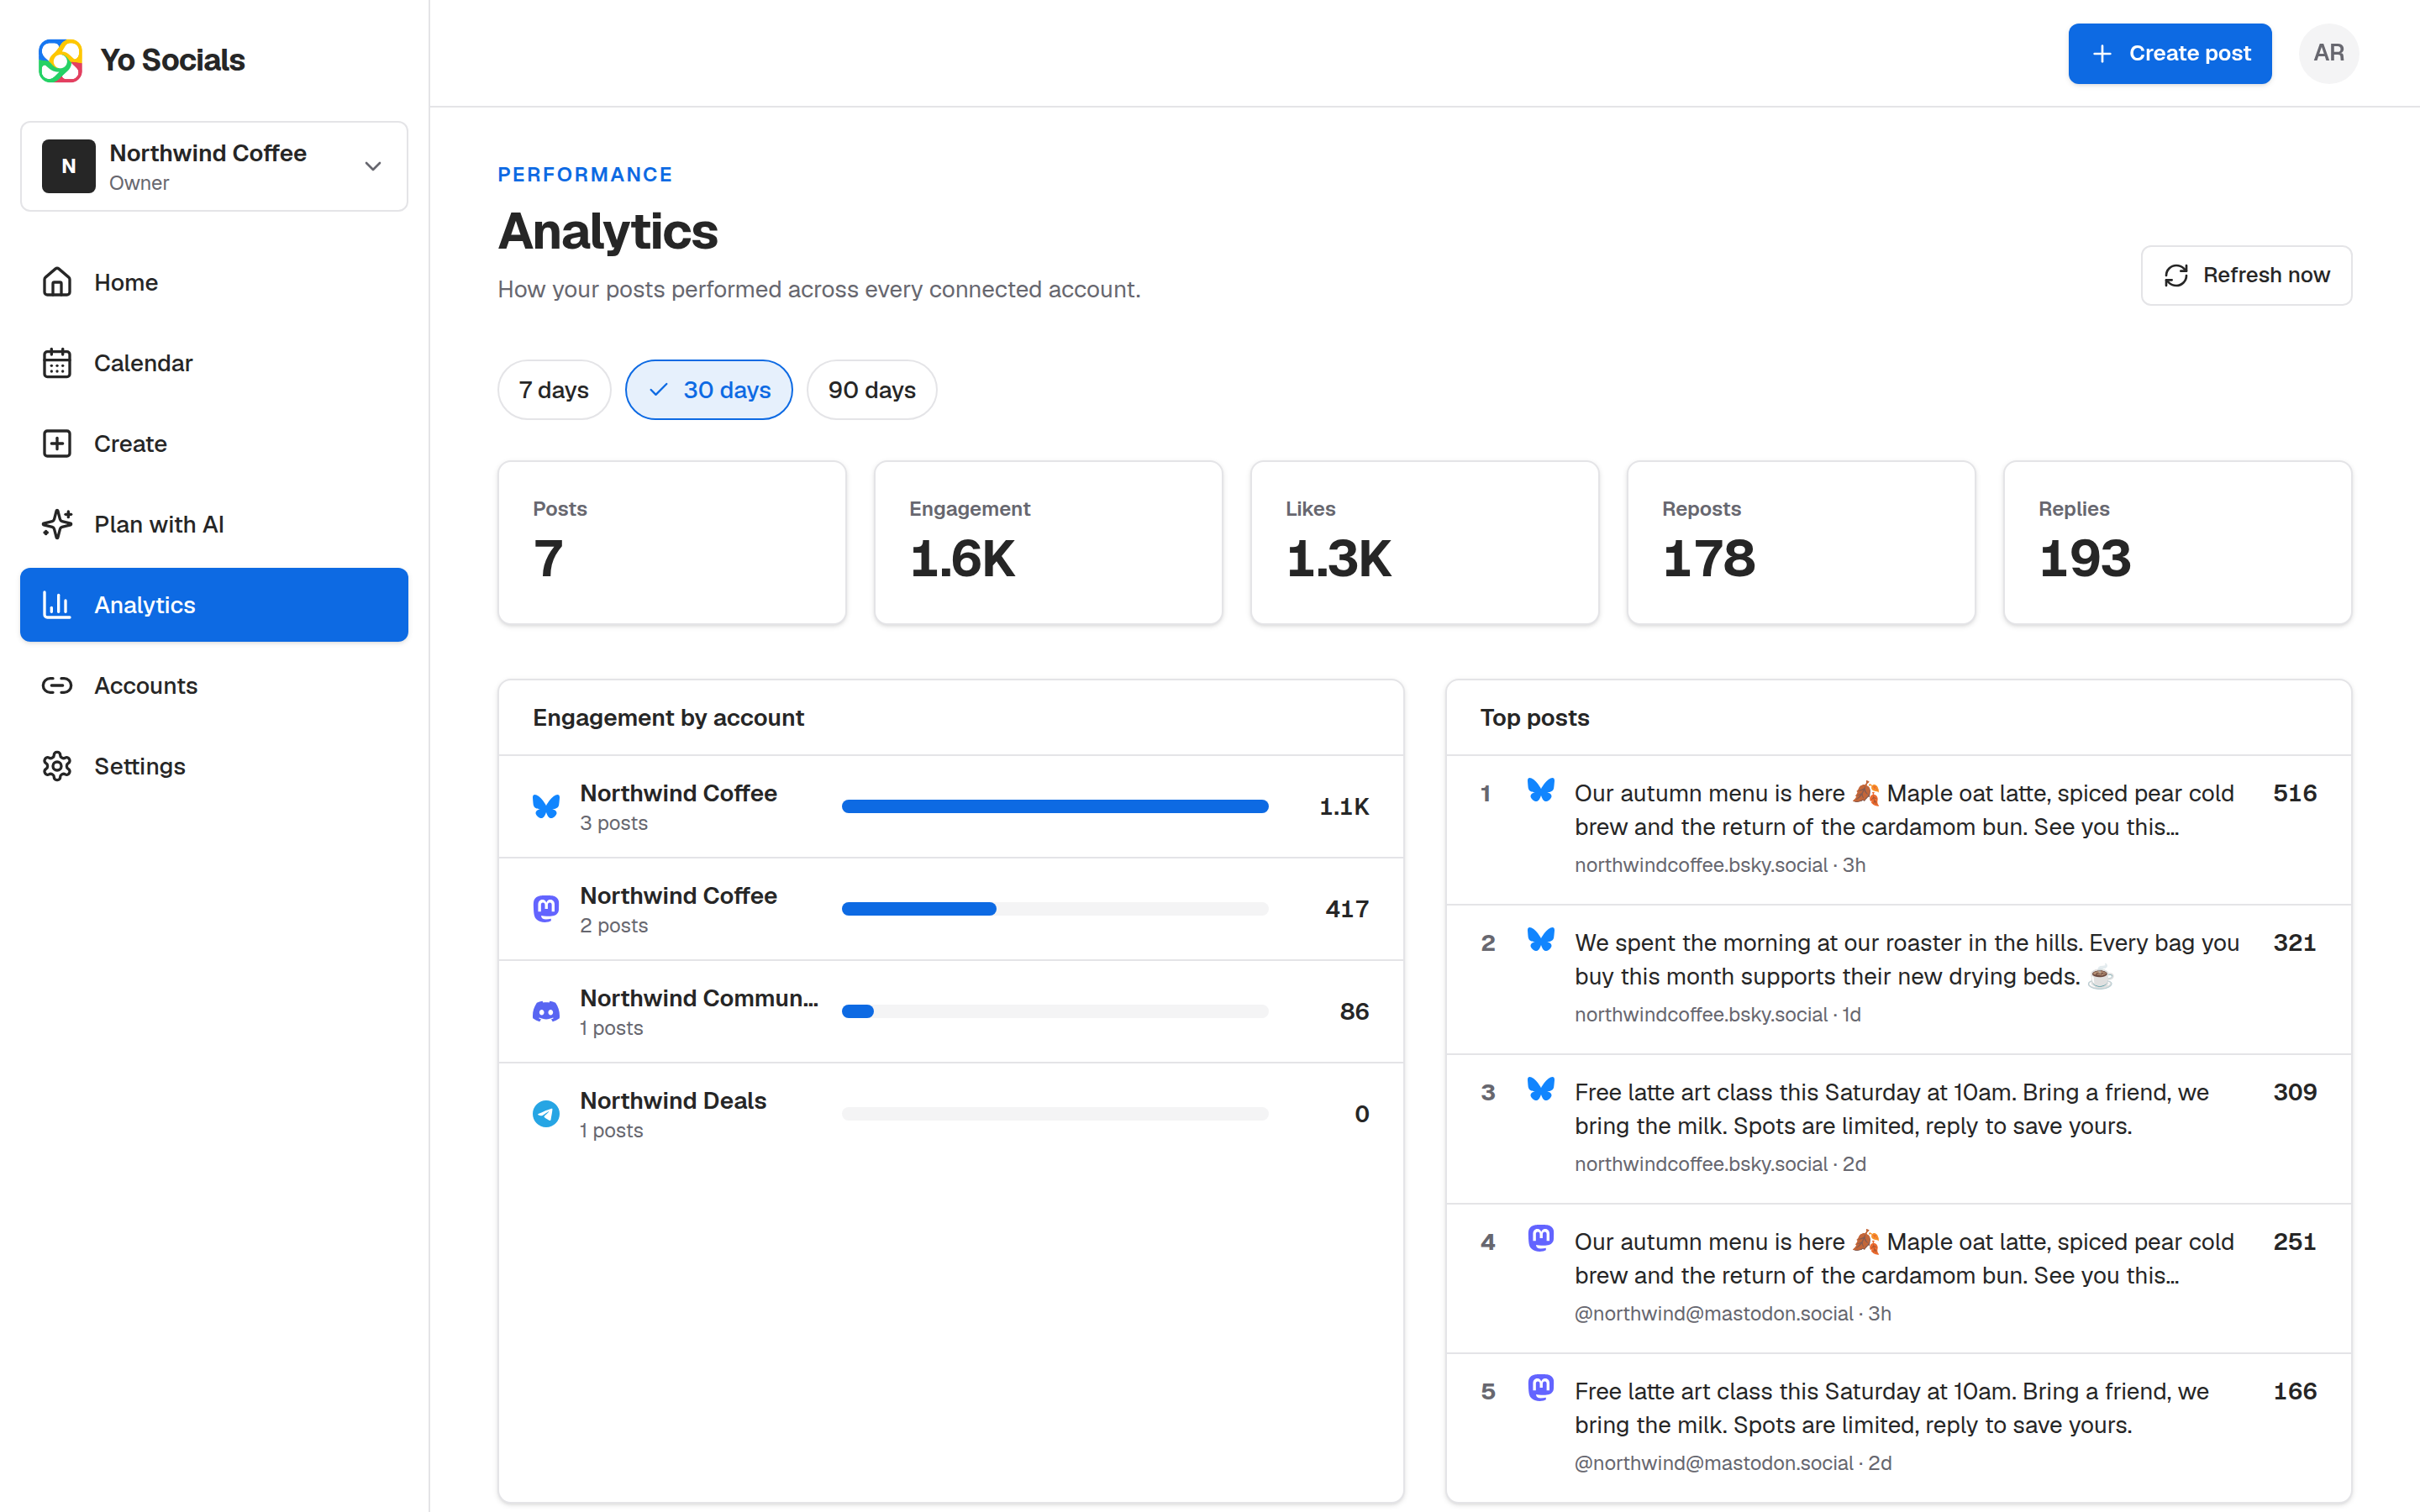 Yo Socials
Create post
AR
N
Northwind Coffee
Owner
Home
Calendar
Create
Plan with AI
Analytics
Accounts
Settings
PERFORMANCE
Analytics
How your posts performed across every connected account.
Refresh now
7 days
30 days
90 days
Posts
7
Engagement
1.6K
Likes
1.3K
Reposts
178
Replies
193
Engagement by account
Northwind Coffee
3 posts
1.1K
Northwind Coffee
2 posts
417
Northwind Commun...
1 posts
86
Northwind Deals
1 posts
0
Top posts
1
Our autumn menu is here 🍂 Maple oat latte, spiced pear cold
brew and the return of the cardamom bun. See you this...
northwindcoffee.bsky.social · 3h
516
2
We spent the morning at our roaster in the hills. Every bag you
buy this month supports their new drying beds. ☕
northwindcoffee.bsky.social · 1d
321
3
Free latte art class this Saturday at 10am. Bring a friend, we
bring the milk. Spots are limited, reply to save yours.
northwindcoffee.bsky.social · 2d
309
4
Our autumn menu is here 🍂 Maple oat latte, spiced pear cold
brew and the return of the cardamom bun. See you this...
@northwind@mastodon.social · 3h
251
5
Free latte art class this Saturday at 10am. Bring a friend, we
bring the milk. Spots are limited, reply to save yours.
@northwind@mastodon.social · 2d
166